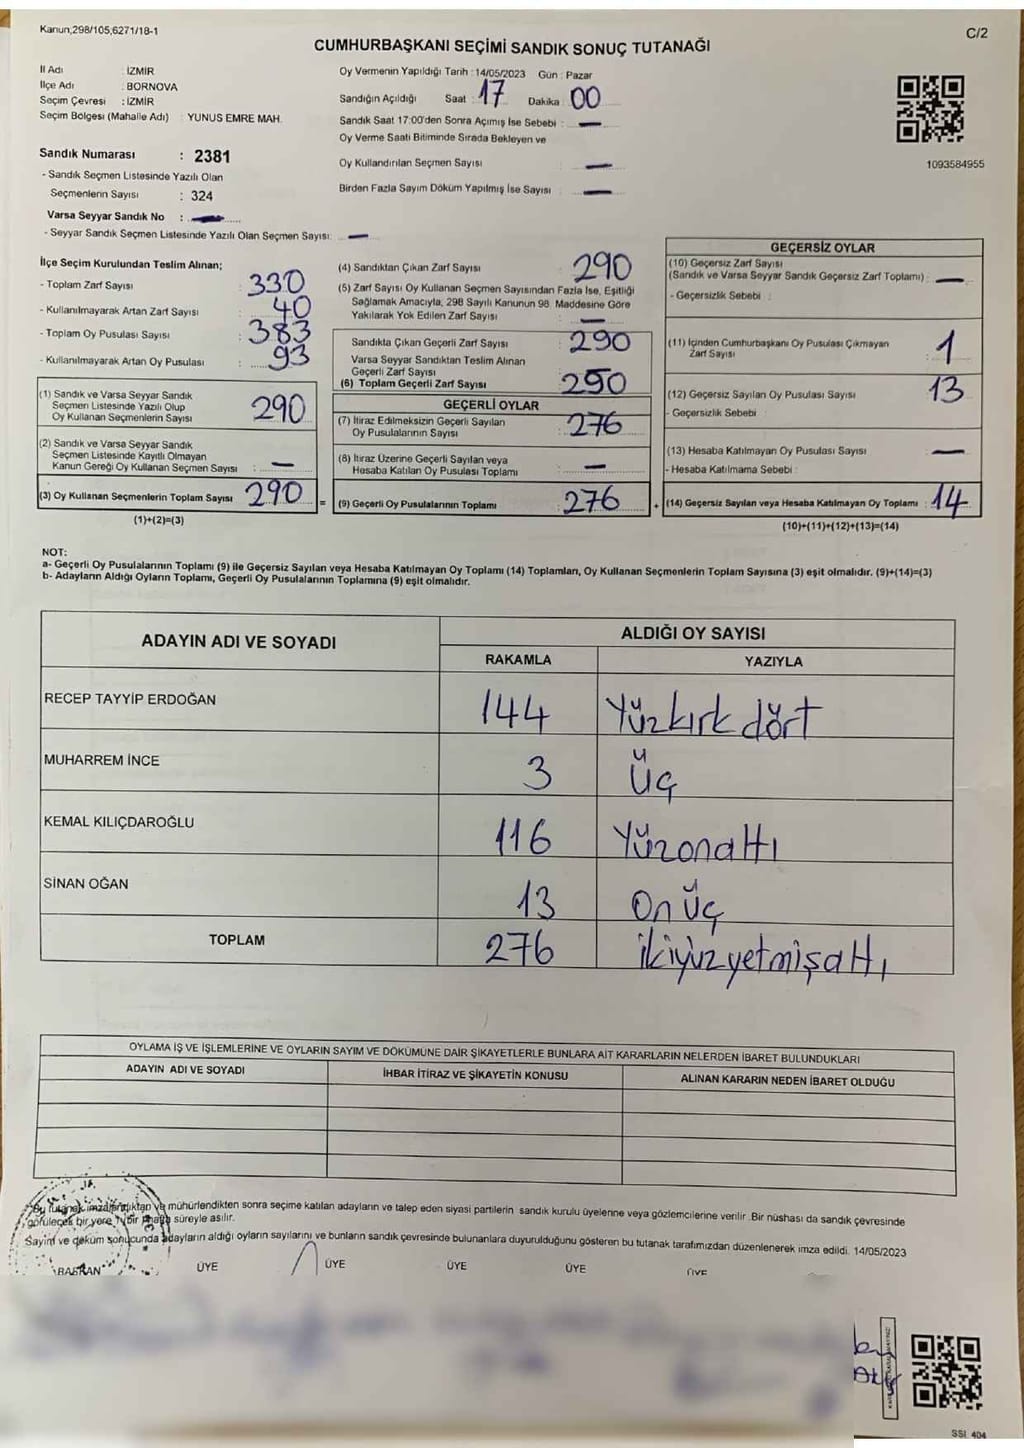 Kanun,298/105,6271/18-1
C/2
CUMHURBAŞKANI SEÇİMİ SANDIK SONUÇ TUTANAĞI
İl Adı : İZMİR
İlçe Adı : BORNOVA
Seçim Çevresi : İZMİR
Seçim Bölgesi (Mahalle Adı) : YUNUS EMRE MAH.
Oy Vermenin Yapıldığı Tarih : 14/05/2023 Gün : Pazar
Sandığın Açıldığı Saat : 17 Dakika : 00
Sandık Saat 17:00'den Sonra Açımış İse Sebebi : —
Oy Verme Saati Bitiminde Sırada Bekleyen ve
Oy Kullandırılan Seçmen Sayısı : —
Birden Fazla Sayım Döküm Yapılmış İse Sayısı : —
1093584955
Sandık Numarası : 2381
- Sandık Seçmen Listesinde Yazılı Olan
Seçmenlerin Sayısı : 324
Varsa Seyyar Sandık No : —
- Seyyar Sandık Seçmen Listesinde Yazılı Olan Seçmen Sayısı: —
İlçe Seçim Kurulundan Teslim Alınan;
- Toplam Zarf Sayısı : 330
- Kullanılmayarak Artan Zarf Sayısı : 40
- Toplam Oy Pusulası Sayısı : 383
- Kullanılmayarak Artan Oy Pusulası : 93
(1) Sandık ve Varsa Seyyar Sandık
Seçmen Listesinde Yazılı Olup
Oy Kullanan Seçmenlerin Sayısı : 290
(2) Sandık ve Varsa Seyyar Sandık
Seçmen Listesinde Kayıtlı Olmayan
Kanun Gereği Oy Kullanan Seçmen Sayısı : —
(3) Oy Kullanan Seçmenlerin Toplam Sayısı : 290 =
(1)+(2)=(3)
(4) Sandıktan Çıkan Zarf Sayısı : 290
(5) Zarf Sayısı Oy Kullanan Seçmen Sayısından Fazla İse, Eşitliği
Sağlamak Amacıyla, 298 Sayılı Kanunun 98. Maddesine Göre
Yakılarak Yok Edilen Zarf Sayısı : —
Sandıkta Çıkan Geçerli Zarf Sayısı : 290
Varsa Seyyar Sandıktan Teslim Alınan
Geçerli Zarf Sayısı :
(6) Toplam Geçerli Zarf Sayısı : 290
GEÇERLİ OYLAR
(7) İtiraz Edilmeksizin Geçerli Sayılan
Oy Pusulalarının Sayısı : 276
(8) İtiraz Üzerine Geçerli Sayılan veya
Hesaba Katılan Oy Pusulası Toplamı : —
(9) Geçerli Oy Pusulalarının Toplamı : 276 +
GEÇERSİZ OYLAR
(10) Geçersiz Zarf Sayısı
(Sandık ve Varsa Seyyar Sandık Geçersiz Zarf Toplamı) : —
- Geçersizlik Sebebi :
(11) İçinden Cumhurbaşkanı Oy Pusulası Çıkmayan
Zarf Sayısı : 1
(12) Geçersiz Sayılan Oy Pusulası Sayısı : 13
- Geçersizlik Sebebi :
(13) Hesaba Katılmayan Oy Pusulası Sayısı : —
- Hesaba Katılmama Sebebi :
(14) Geçersiz Sayılan veya Hesaba Katılmayan Oy Toplamı : 14
(10)+(11)+(12)+(13)=(14)
NOT:
a- Geçerli Oy Pusulalarının Toplamı (9) ile Geçersiz Sayılan veya Hesaba Katılmayan Oy Toplamı (14) Toplamları, Oy Kullanan Seçmenlerin Toplam Sayısına (3) eşit olmalıdır. (9)+(14)=(3)
b- Adayların Aldığı Oyların Toplamı, Geçerli Oy Pusulalarının Toplamına (9) eşit olmalıdır.
ADAYIN ADI VE SOYADI
ALDIĞI OY SAYISI
RAKAMLA YAZIYLA
RECEP TAYYİP ERDOĞAN 144 Yüzkırk dört
MUHARREM İNCE 3 Üç
KEMAL KILIÇDAROĞLU 116 Yüzonaltı
SİNAN OĞAN 13 On üç
TOPLAM 276 ikiyüzyetmişaltı
OYLAMA İŞ VE İŞLEMLERİNE VE OYLARIN SAYIM VE DÖKÜMÜNE DAİR ŞİKAYETLERLE BUNLARA AİT KARARLARIN NELERDEN İBARET BULUNDUKLARI
ADAYIN ADI VE SOYADI İHBAR İTİRAZ VE ŞİKAYETİN KONUSU ALINAN KARARIN NEDEN İBARET OLDUĞU
Bu tutanak imzalandıktan ve mühürlendikten sonra seçime katılan adayların ve talep eden siyasi partilerin sandık kurulu üyelerine veya gözlemcilerine verilir. Bir nüshası da sandık çevresinde
görülecek bir yere bir hafta süreyle asılır.
Sayım ve döküm sonucunda adayların aldığı oyların sayılarını ve bunların sandık çevresinde bulunanlara duyurulduğunu gösteren bu tutanak tarafımızdan düzenlenerek imza edildi. 14/05/2023
BAŞKAN ÜYE ÜYE ÜYE ÜYE ÜYE
SSI 404